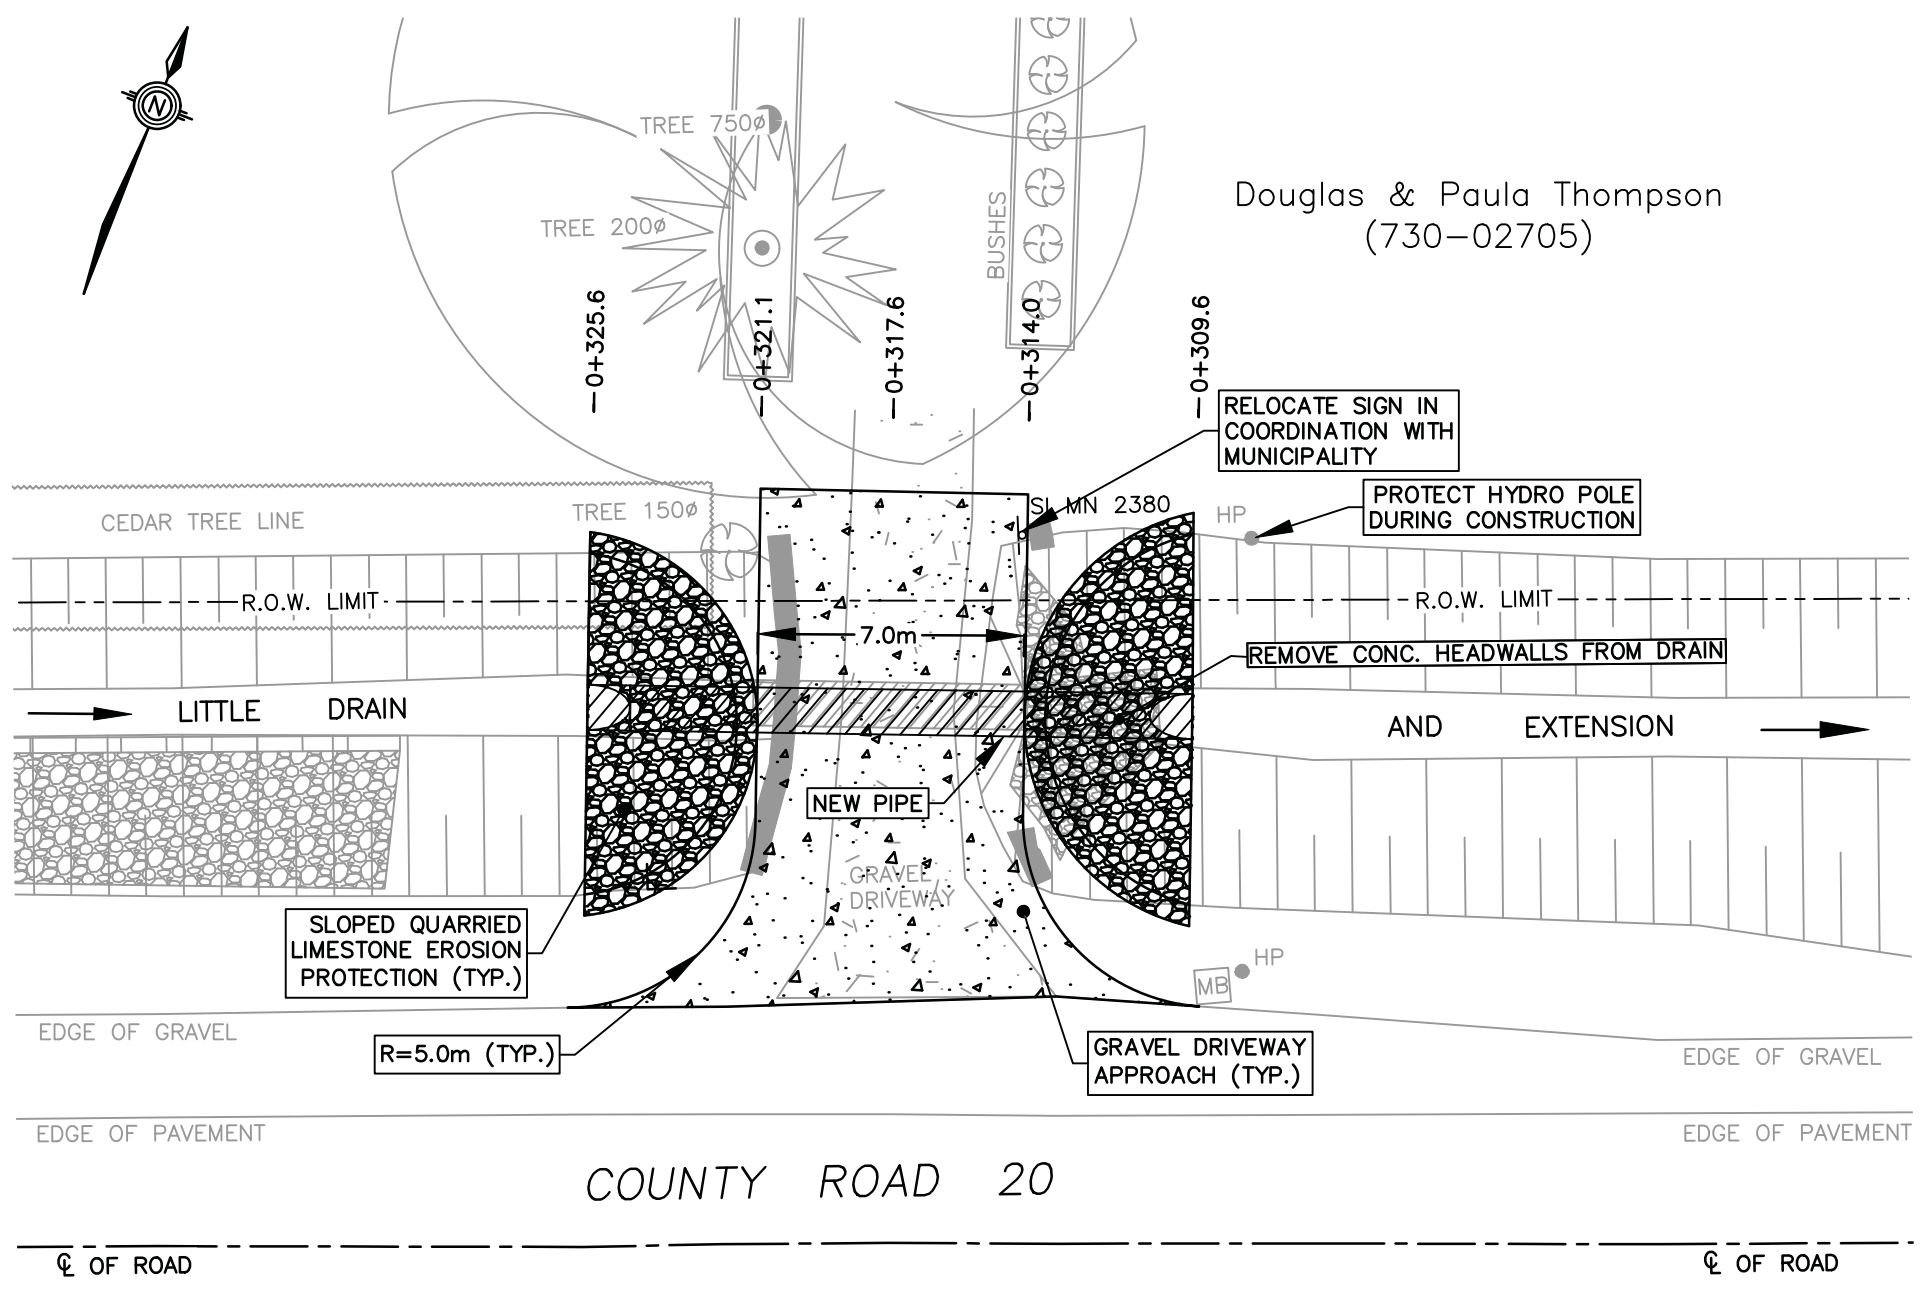 N
TREE 750ø
TREE 200ø
BUSHES
Douglas & Paula Thompson
(730-02705)
0+325.6
0+321.1
0+317.6
0+314.0
0+309.6
RELOCATE SIGN IN
COORDINATION WITH
MUNICIPALITY
CEDAR TREE LINE
TREE 150ø
MN 2380
HP
PROTECT HYDRO POLE
DURING CONSTRUCTION
R.O.W. LIMIT
R.O.W. LIMIT
7.0m
REMOVE CONC. HEADWALLS FROM DRAIN
LITTLE DRAIN
AND EXTENSION
NEW PIPE
GRAVEL
DRIVEWAY
SLOPED QUARRIED
LIMESTONE EROSION
PROTECTION (TYP.)
HP
MB
EDGE OF GRAVEL
R=5.0m (TYP.)
GRAVEL DRIVEWAY
APPROACH (TYP.)
EDGE OF GRAVEL
EDGE OF PAVEMENT
EDGE OF PAVEMENT
COUNTY ROAD 20
℄ OF ROAD
℄ OF ROAD